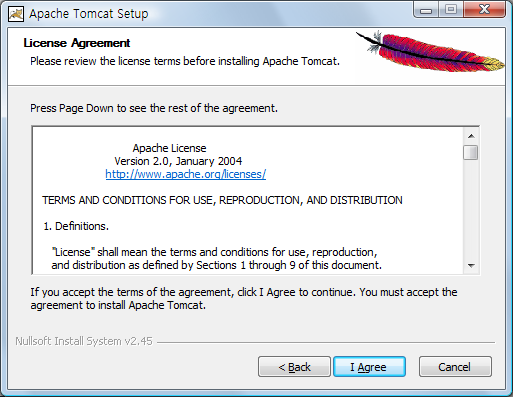 Apache Tomcat Setup
License Agreement
Please review the license terms before installing Apache Tomcat.
Press Page Down to see the rest of the agreement.
Apache License
Version 2.0, January 2004
http://www.apache.org/licenses/
TERMS AND CONDITIONS FOR USE, REPRODUCTION, AND DISTRIBUTION
1. Definitions.
"License" shall mean the terms and conditions for use, reproduction,
and distribution as defined by Sections 1 through 9 of this document.
If you accept the terms of the agreement, click I Agree to continue. You must accept the
agreement to install Apache Tomcat.
Nullsoft Install System v2.45
< Back
I Agree
Cancel